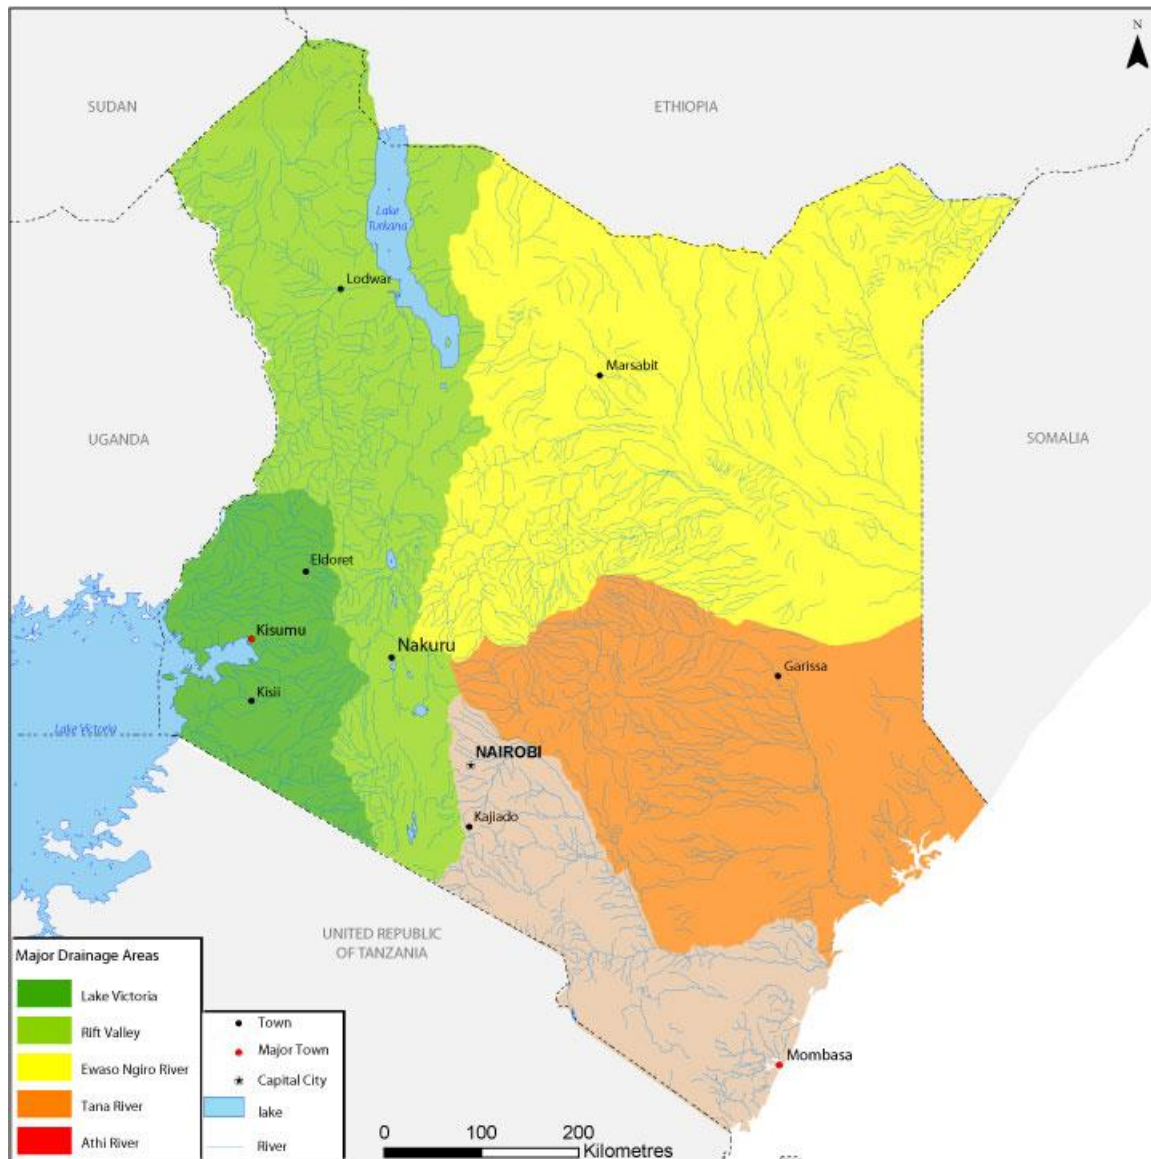 N
SUDAN
ETHIOPIA
Lake
Turkana
Lodwar
Marsabit
UGANDA
SOMALIA
Eldoret
Kisumu
Nakuru
Garissa
Kisii
Lake Victoria
NAIROBI
Kajiado
UNITED REPUBLIC
OF TANZANIA
Mombasa
Major Drainage Areas
Lake Victoria
Rift Valley
Ewaso Ngiro River
Tana River
Athi River
Town
Major Town
Capital City
lake
River
0 100 200
Kilometres